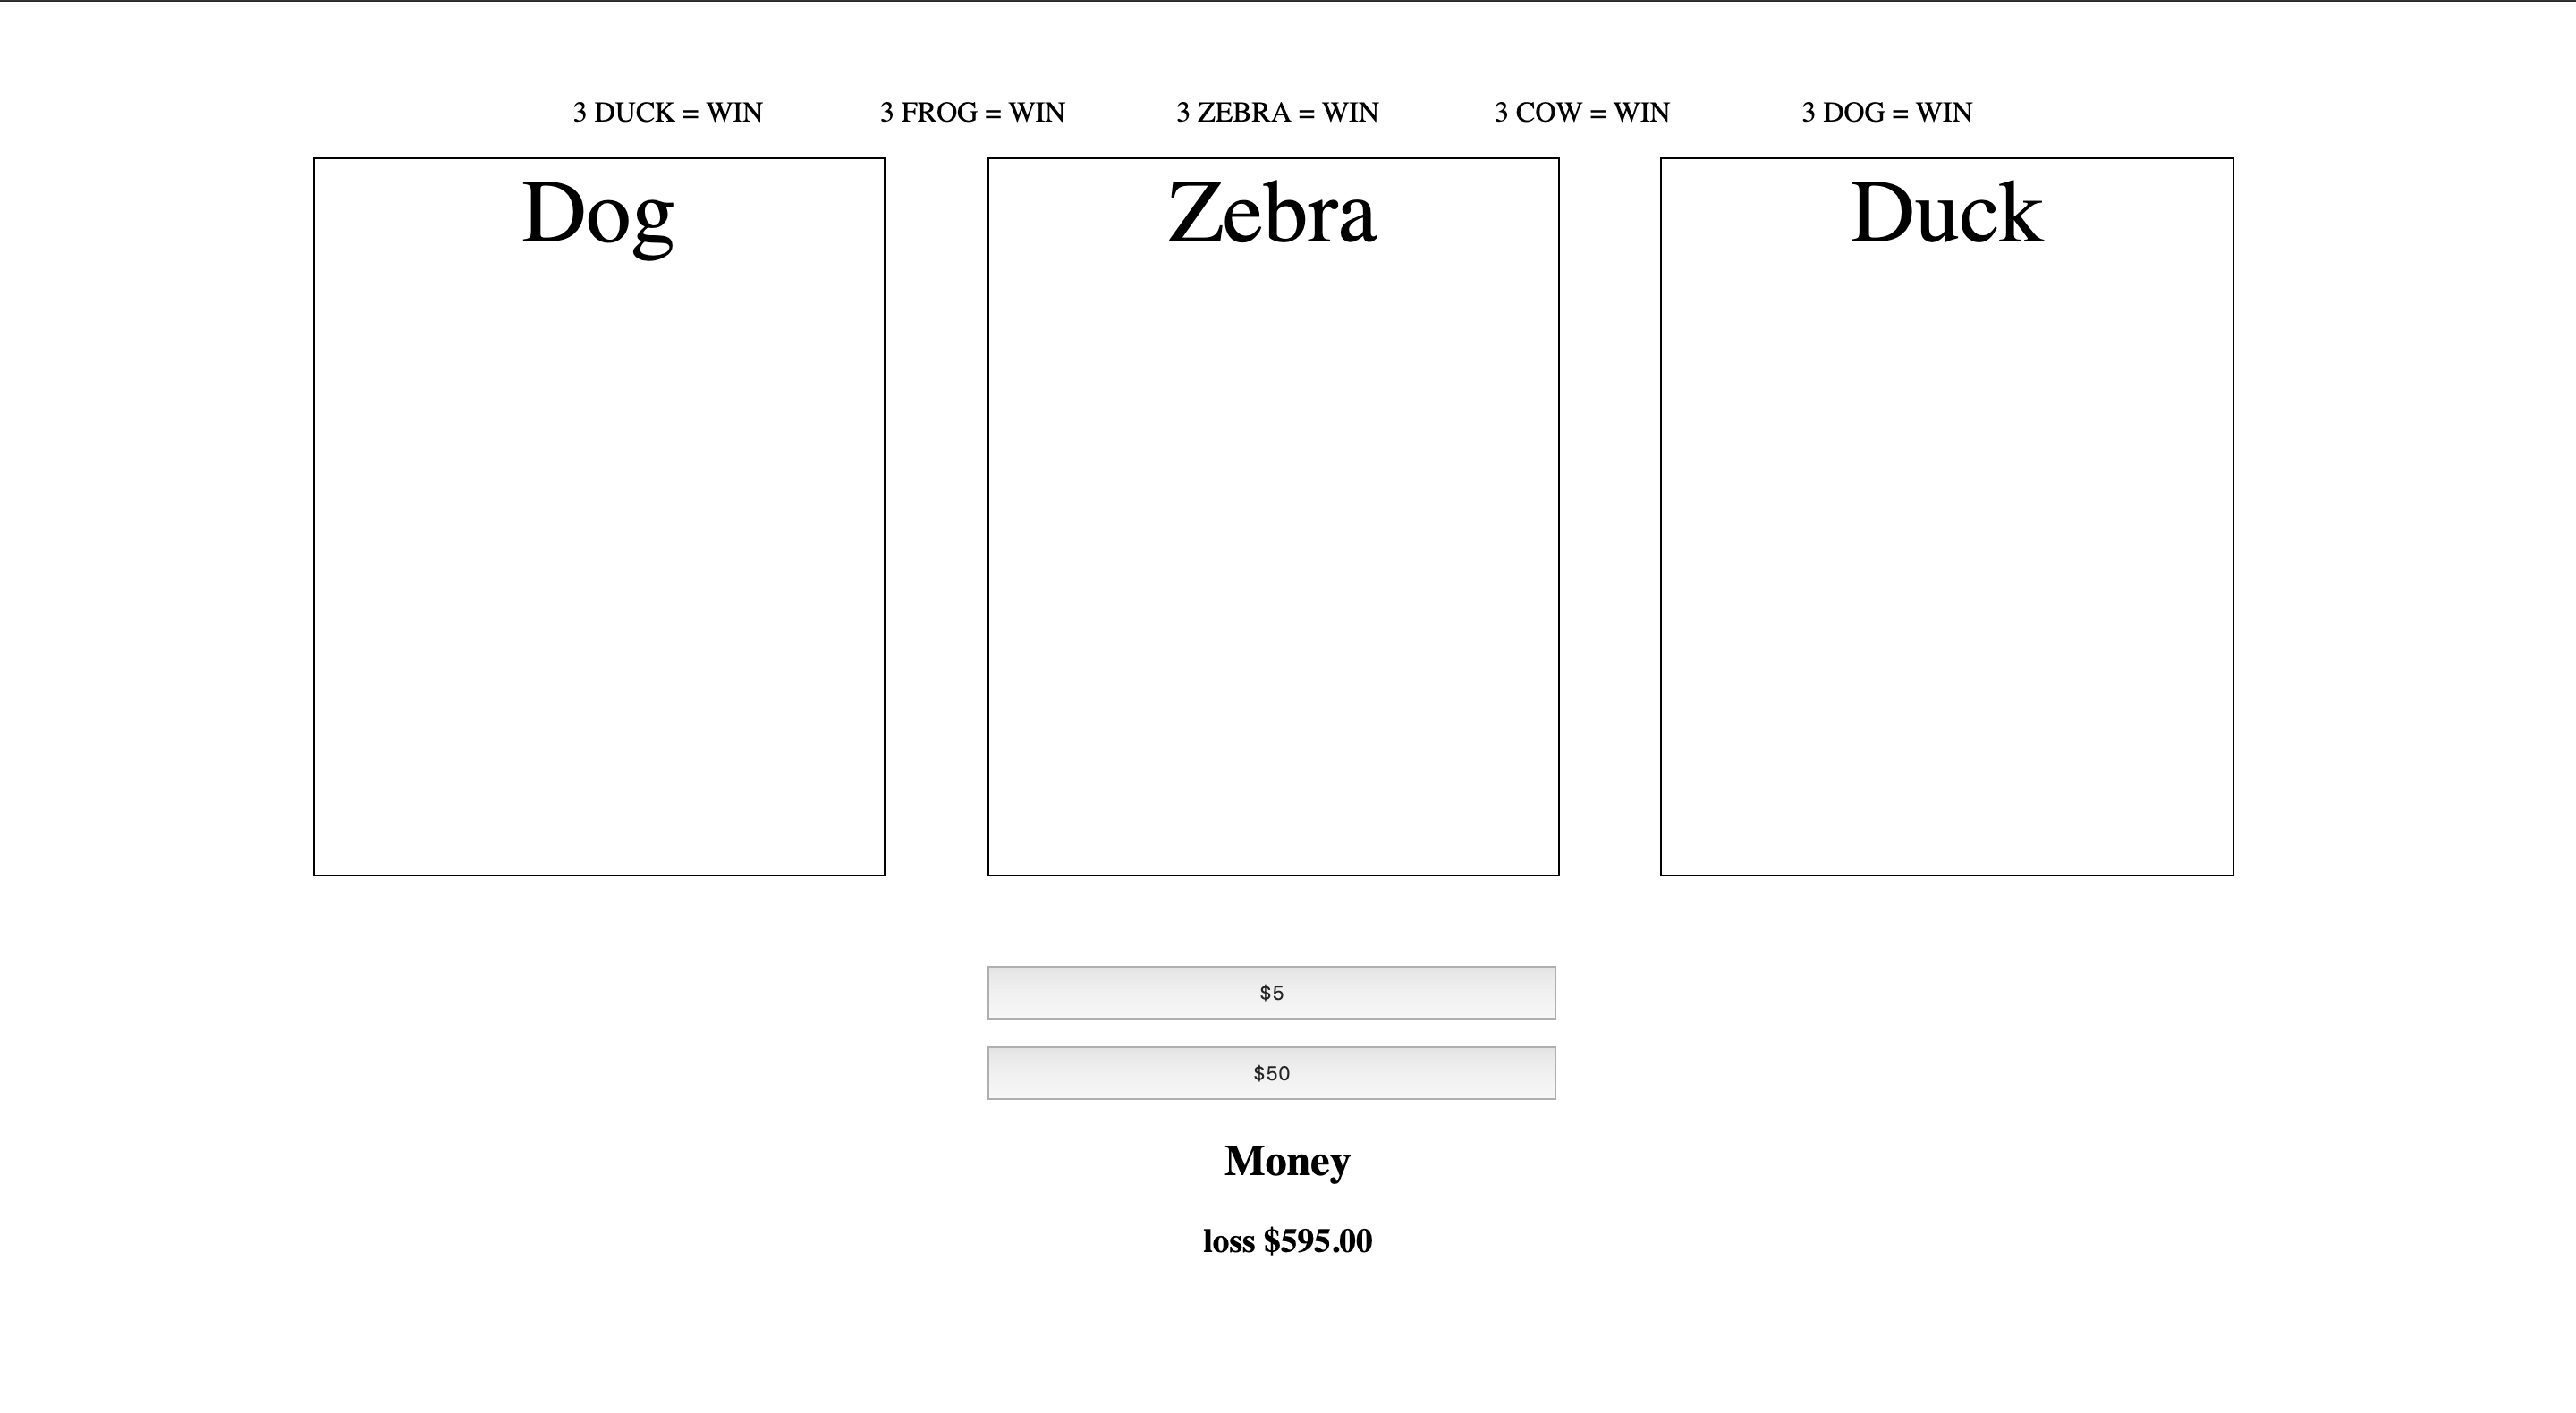 3 DUCK = WIN 3 FROG = WIN 3 ZEBRA = WIN 3 COW = WIN 3 DOG = WIN
Dog Zebra Duck
$5
$50
Money
loss $595.00